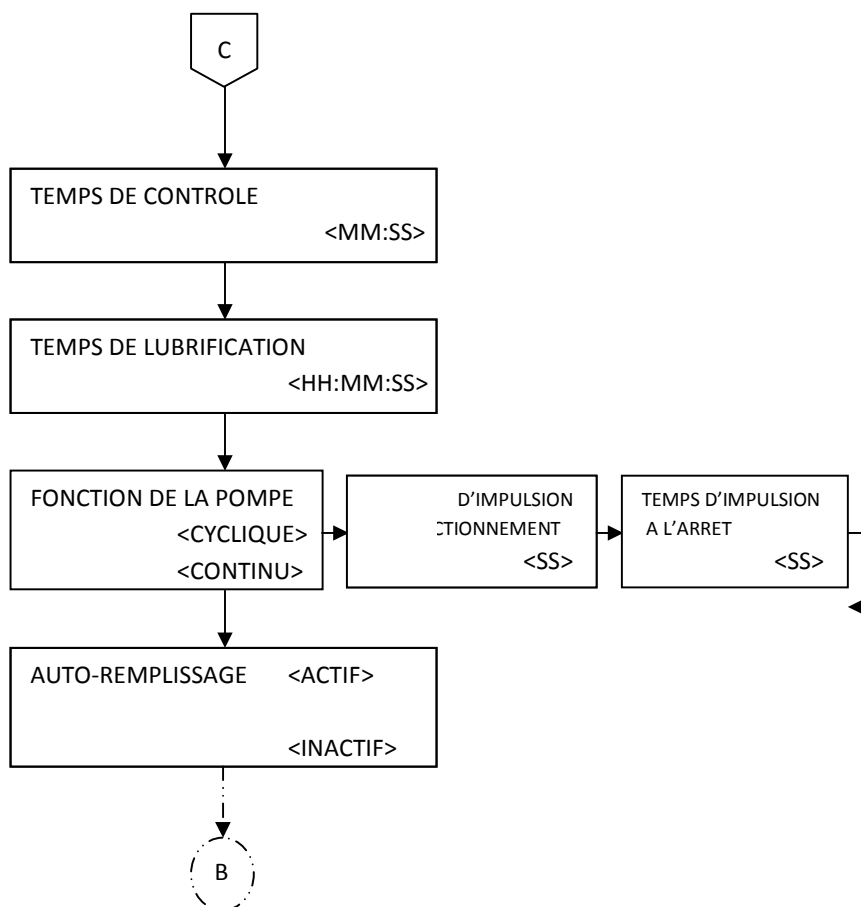 C
TEMPS DE CONTROLE
<MM:SS>
TEMPS DE LUBRIFICATION
<HH:MM:SS>
FONCTION DE LA POMPE
<CYCLIQUE>
<CONTINU>
D’IMPULSION
CTIONNEMENT
<SS>
TEMPS D’IMPULSION
A L’ARRET
<SS>
AUTO-REMPLISSAGE <ACTIF>
<INACTIF>
B